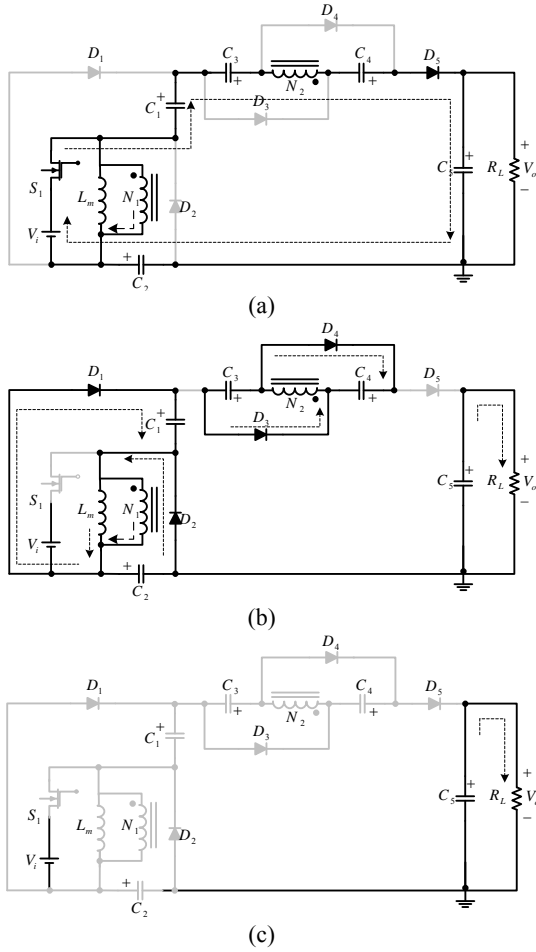 D4
D1
C3
C4
D5
N2
C1 +
+
+
D3
S1
Lm
N1
D2
C5
+
RL
+
Vo
−
Vi
+
C2
(a)
D4
D1
C3
C4
D5
N2
C1 +
+
+
D3
S1
Lm
N1
D2
C5
+
RL
+
Vo
−
Vi
+
C2
(b)
D4
D1
C3
C4
D5
N2
C1 +
+
+
D3
S1
Lm
N1
D2
C5
+
RL
+
−
Vi
+
C2
(c)